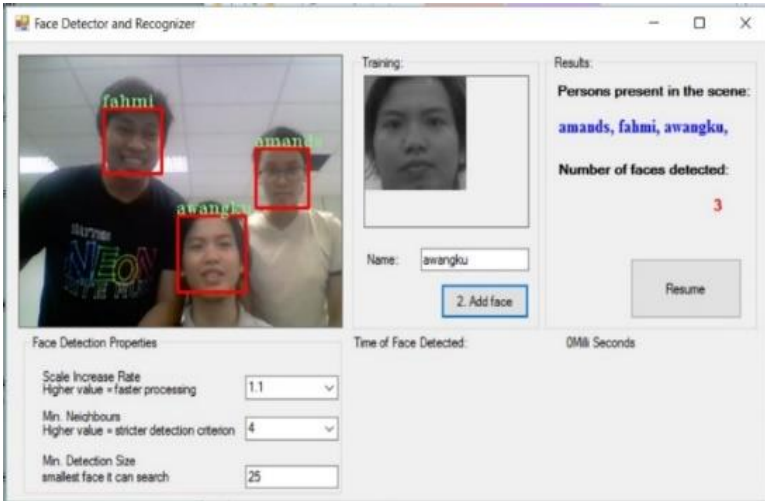 Face Detector and Recognizer
fahmi
amands
awangku
NEON
Training:
Name: awangku
2. Add face
Results:
Persons present in the scene:
amands, fahmi, awangku,
Number of faces detected:
3
Resume
Face Detection Properties
Scale Increase Rate
Higher value = faster processing
1.1
Min. Neighbours
Higher value = stricter detection criterion
4
Min. Detection Size
smallest face it can search
25
Time of Face Detected: 0Milli Seconds